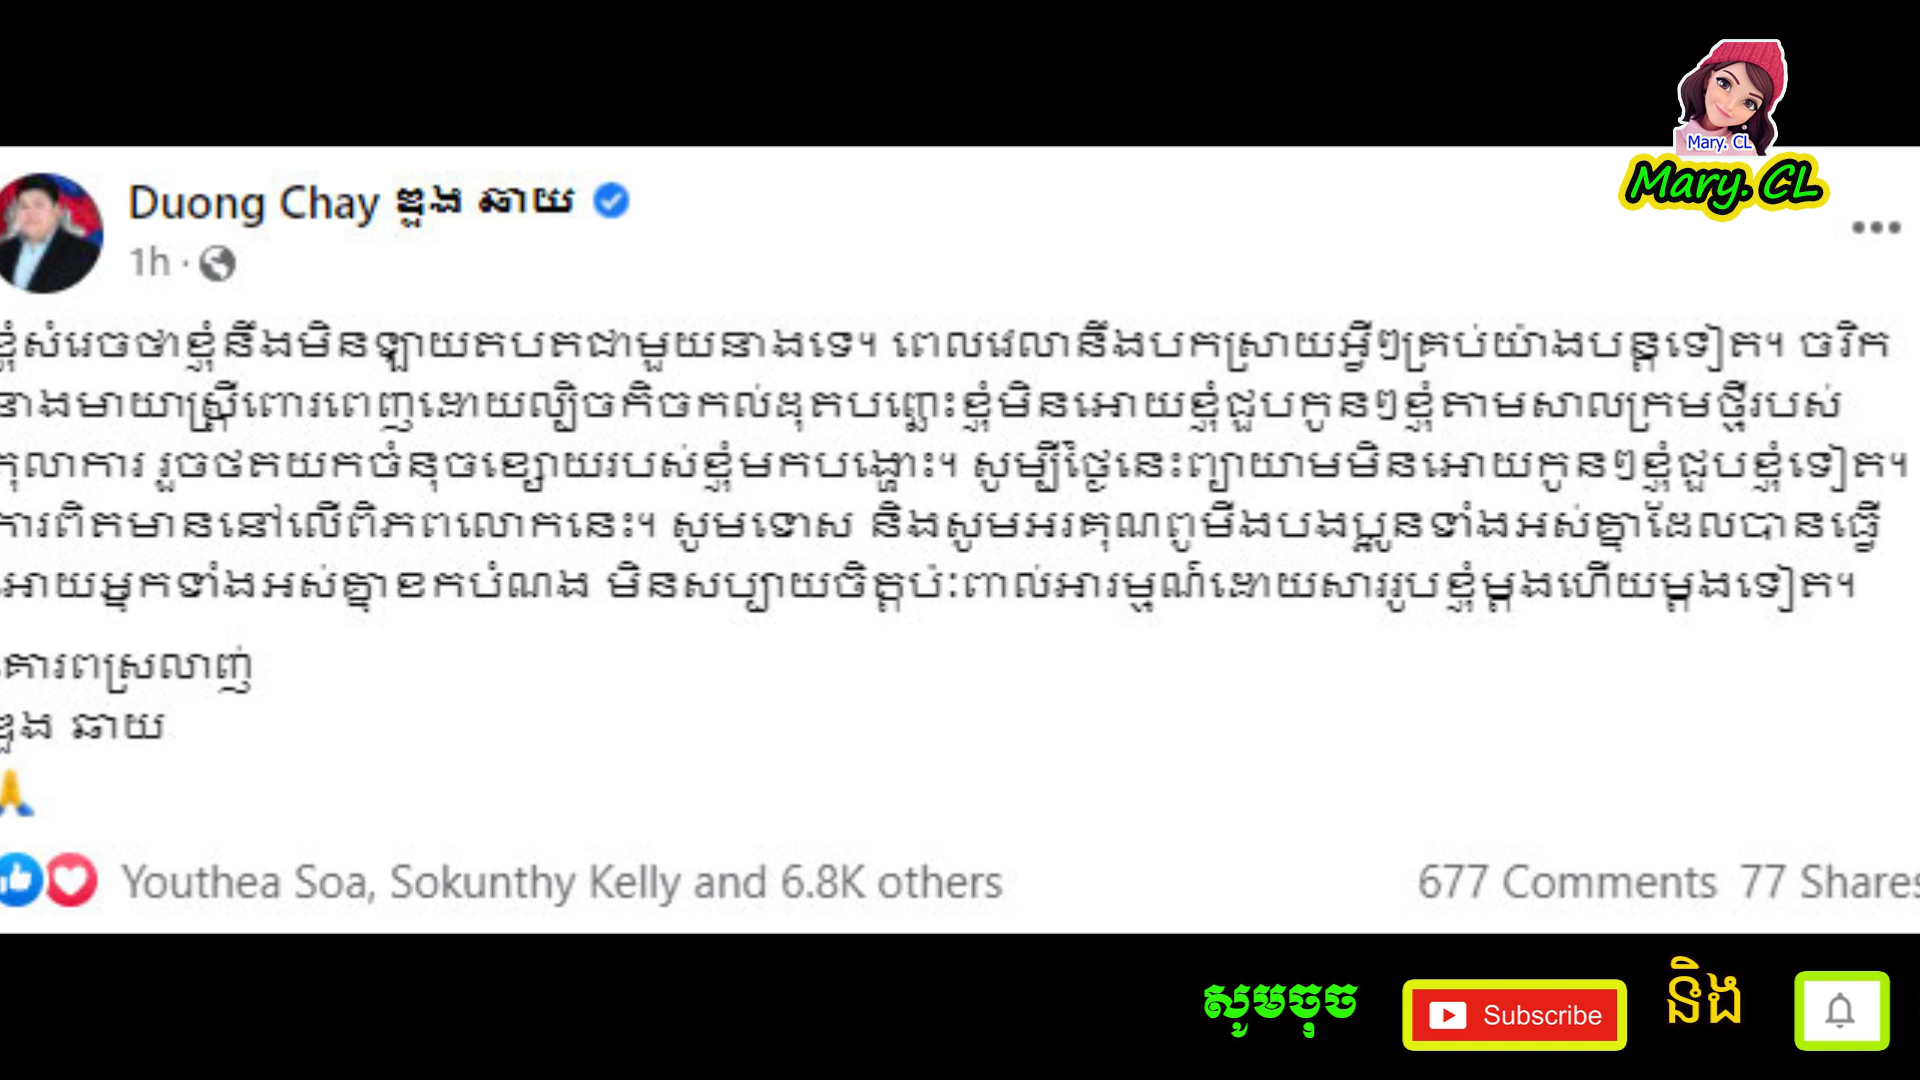 Mary. CL
Mary. CL
Duong Chay ឌួង ឆាយ
1h ·
ខ្ញុំសំរេចថាខ្ញុំនឹងមិនឡាយតបតជាមួយនាងទេ។ ពេលវេលានឹងបកស្រាយអ្វីៗគ្រប់យ៉ាងបន្តទៀត។ ចរិក
នាងមាយាស្ត្រីពោរពេញដោយល្បិចកិចកល់ដុតបញ្ឆេះខ្ញុំមិនអោយខ្ញុំជួបកូនៗខ្ញុំតាមសាលក្រមថ្មីរបស់
តុលាការ រួចថតយកចំនុចខ្សោយរបស់ខ្ញុំមកបង្ហោះ។ សូម្បីថ្ងៃនេះព្យាយាមមិនអោយកូនៗខ្ញុំជួបខ្ញុំទៀត។
ការពិតមាននៅលើពិភពលោកនេះ។ សូមទោស និងសូមអរគុណពូមីងបងប្អូនទាំងអស់គ្នាដែលបានធ្វើ
អោយអ្នកទាំងអស់គ្នាខកបំណង មិនសប្បាយចិត្តប៉ះពាល់អារម្មណ៍ដោយសាររូបខ្ញុំម្តងហើយម្តងទៀត។
គោរពស្រលាញ់
ឌួង ឆាយ
Youthea Soa, Sokunthy Kelly and 6.8K others
677 Comments 77 Shares
សូមចុច Subscribe និង